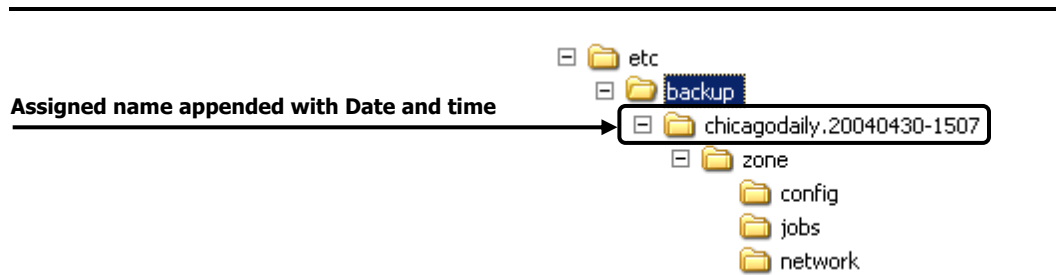 etc
backup
Assigned name appended with Date and time
chicagodaily.20040430-1507
zone
config
jobs
network